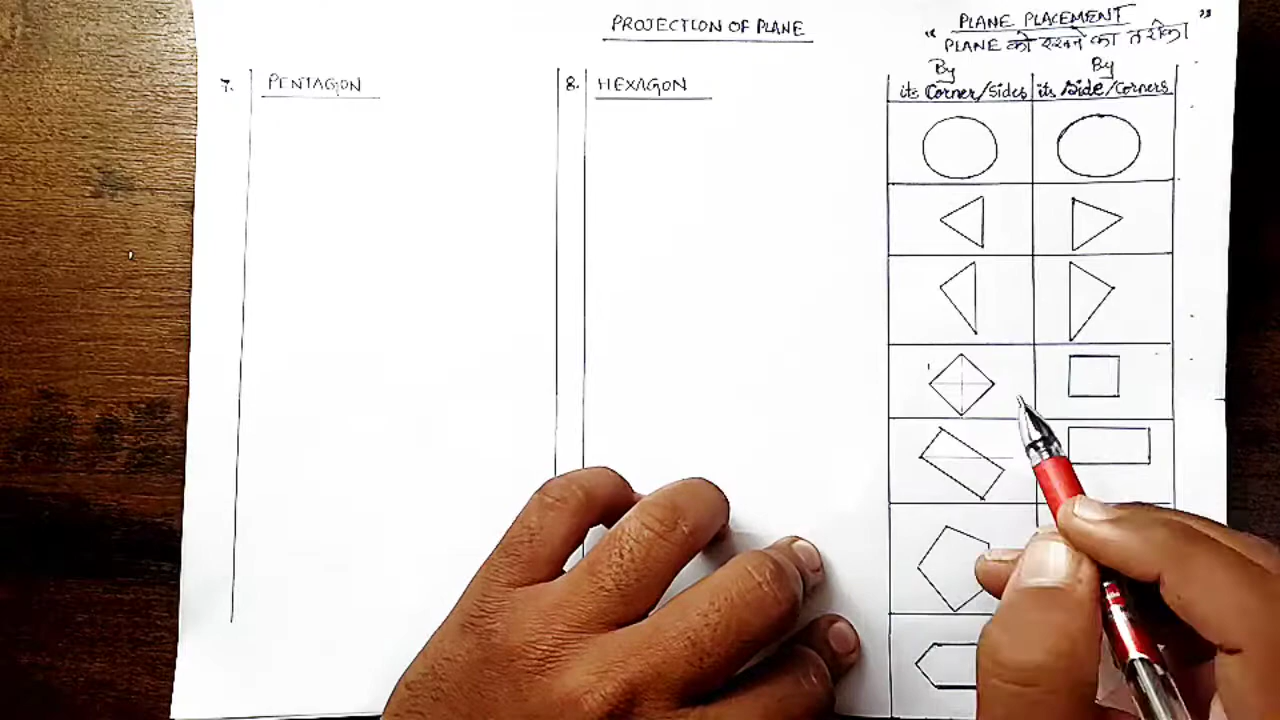 PROJECTION OF PLANE
7. PENTAGON
8. HEXAGON
PLANE PLACEMENT
"PLANE को रखने का तरीका"
By
its Corner/Sides
By
its Side/Corners